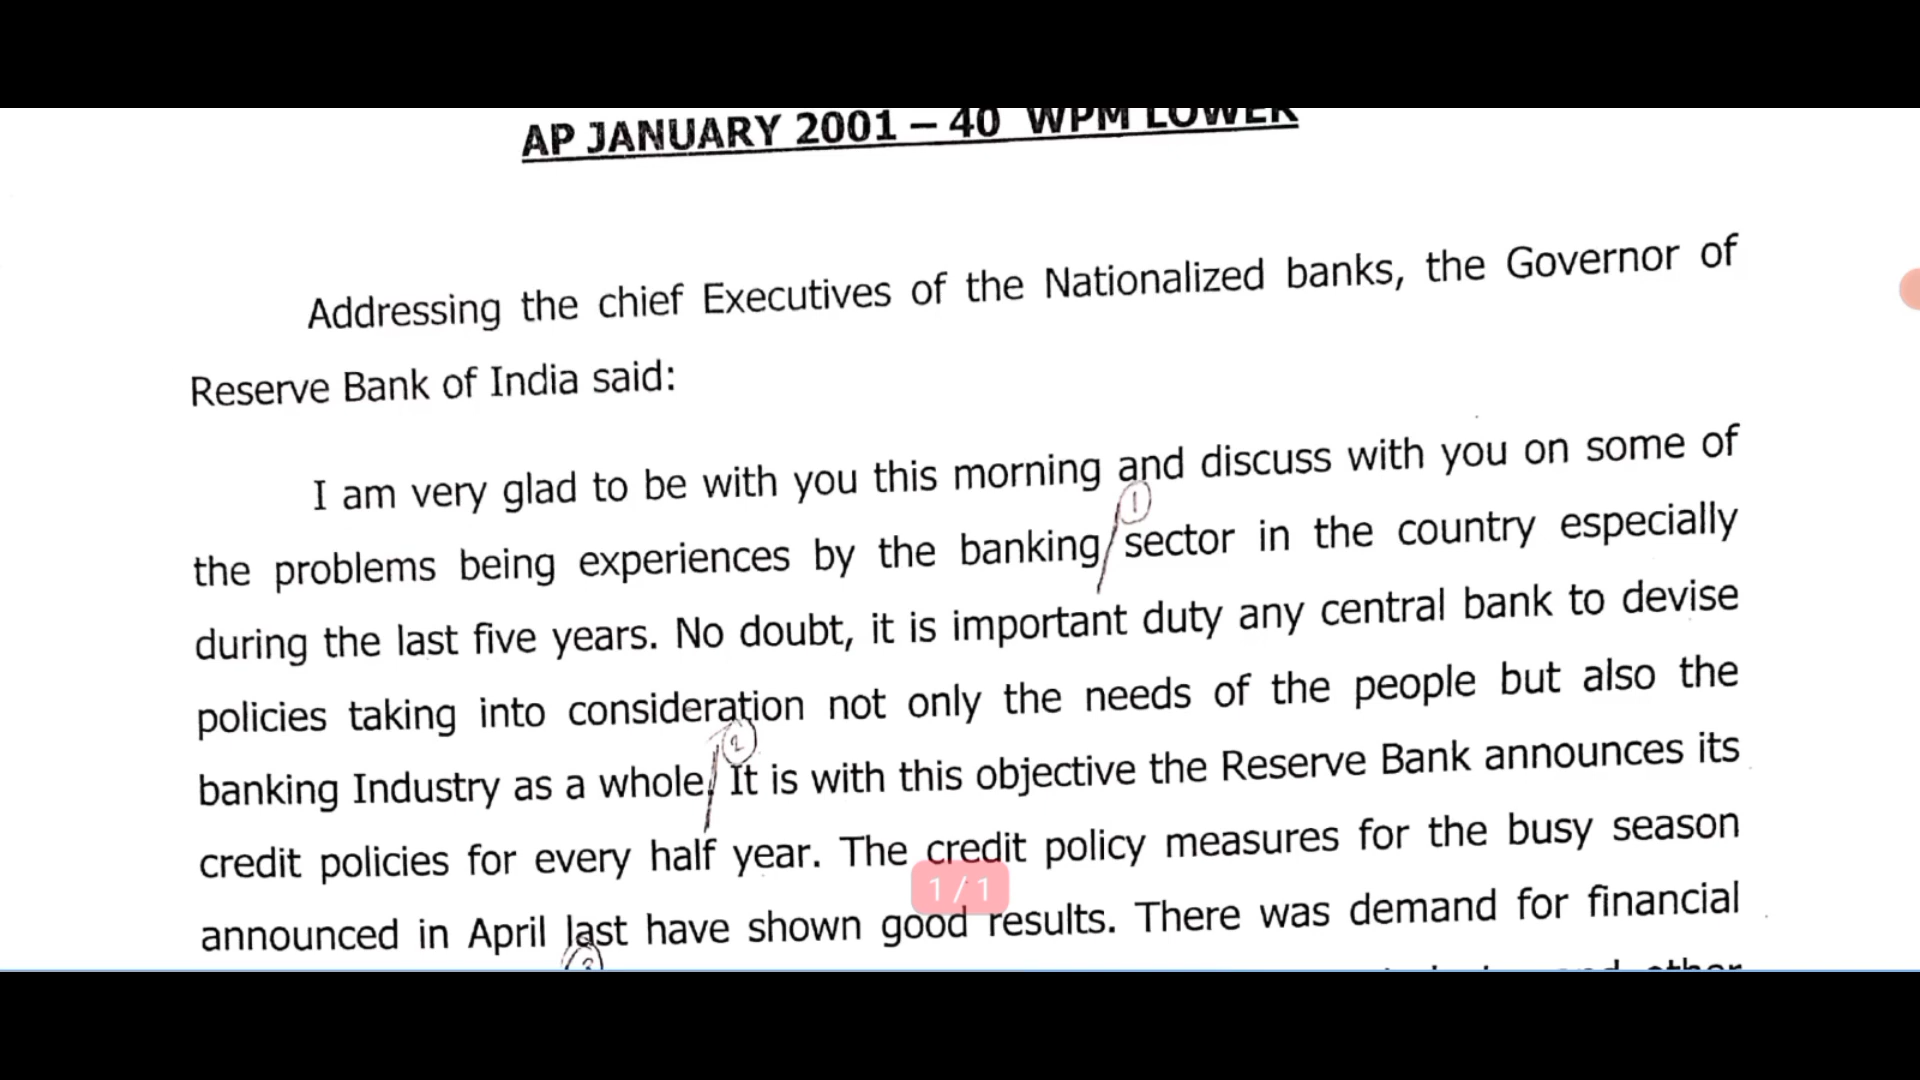 AP JANUARY 2001 – 40 WPM LOWER
Addressing the chief Executives of the Nationalized banks, the Governor of
Reserve Bank of India said:
I am very glad to be with you this morning and discuss with you on some of
1
the problems being experiences by the banking/ sector in the country especially
during the last five years. No doubt, it is important duty any central bank to devise
policies taking into consideration not only the needs of the people but also the
2
banking Industry as a whole./ It is with this objective the Reserve Bank announces its
credit policies for every half year. The credit policy measures for the busy season
1 / 1
announced in April last have shown good results. There was demand for financial
3
other